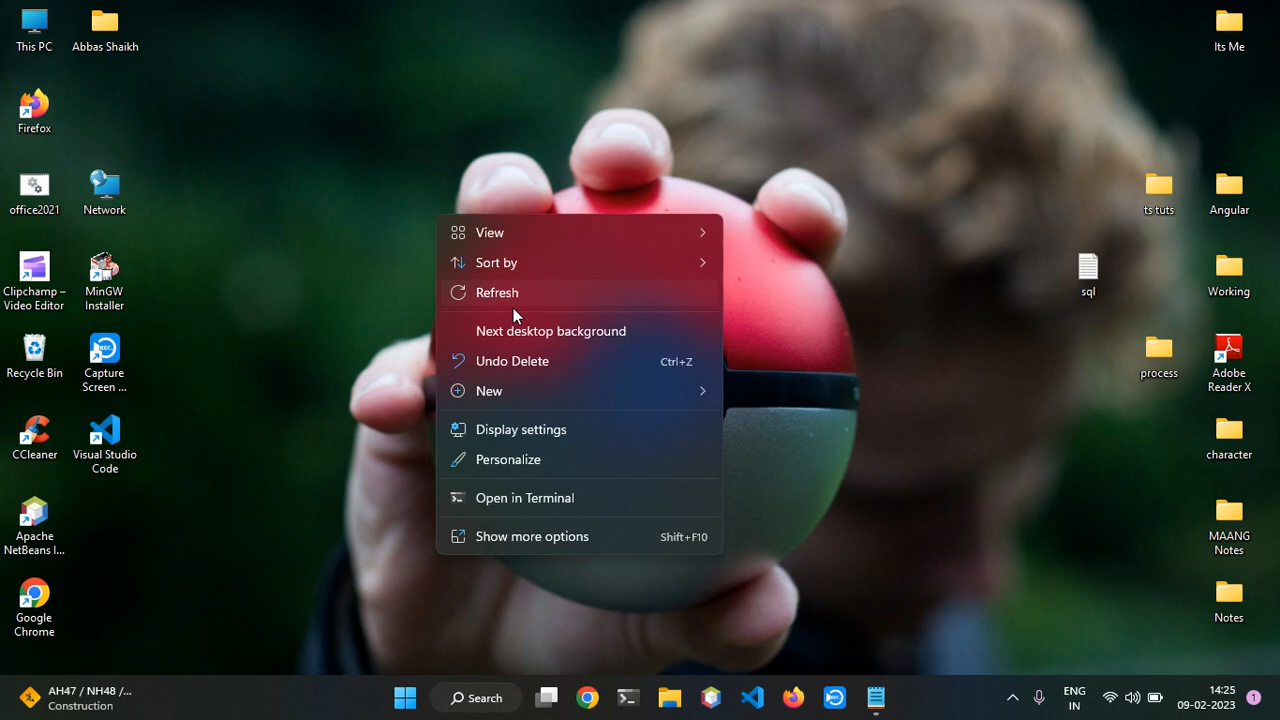 This PC
Abbas Shaikh
Firefox
office2021
Network
Clipchamp –
Video Editor
MinGW
Installer
Recycle Bin
Capture
Screen ...
CCleaner
Visual Studio
Code
Apache
NetBeans I...
Google
Chrome
View
Sort by
Refresh
Next desktop background
Undo Delete Ctrl+Z
New
Display settings
Personalize
Open in Terminal
Show more options Shift+F10
Its Me
ts tuts
Angular
sql
Working
process
Adobe
Reader X
character
MAANG
Notes
Notes
AH47 / NH48 /...
Construction
Search
ENG
IN
14:25
09-02-2023
1